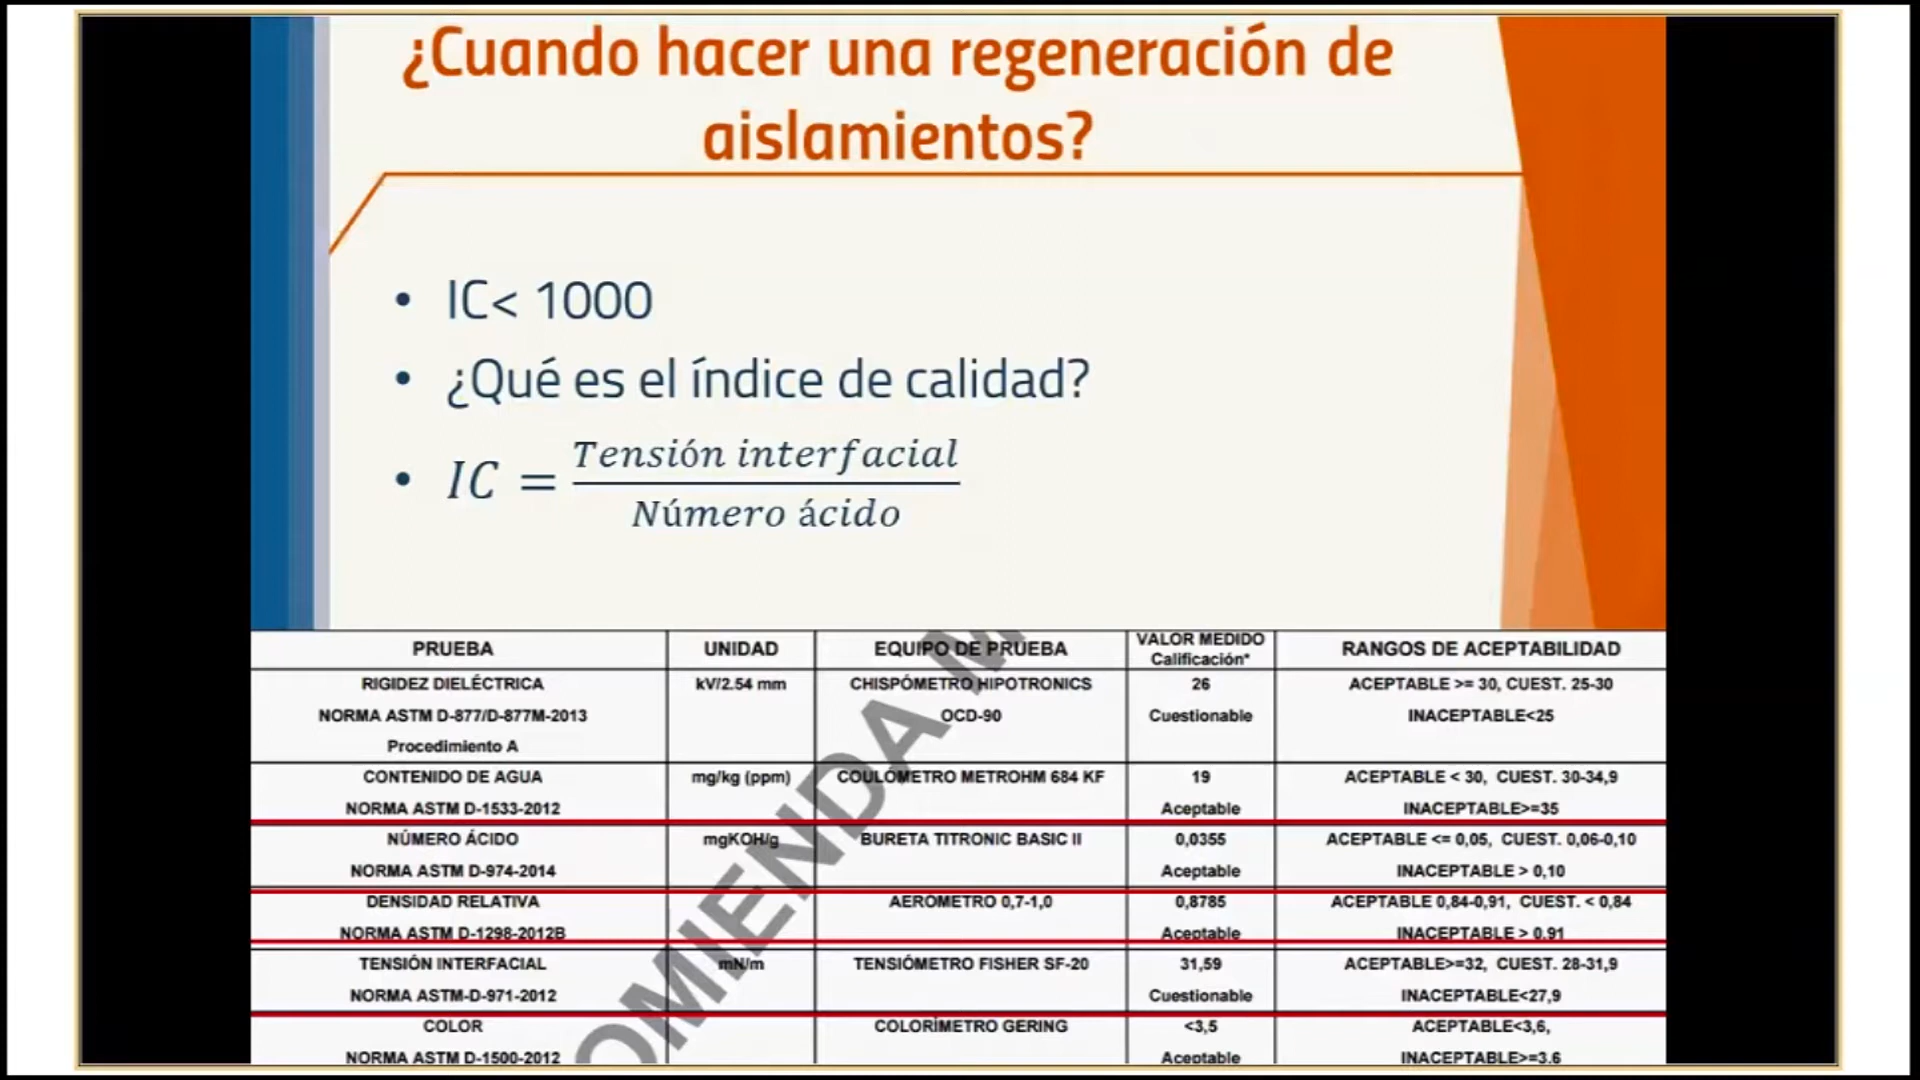 ¿Cuando hacer una regeneración de
aislamientos?
• IC< 1000
• ¿Qué es el índice de calidad?
• IC = Tensión interfacial
Número ácido
PRUEBA UNIDAD EQUIPO DE PRUEBA VALOR MEDIDO Calificación* RANGOS DE ACEPTABILIDAD
RIGIDEZ DIELÉCTRICA kV/2.54 mm CHISPÓMETRO HIPOTRONICS 26 ACEPTABLE >= 30, CUEST. 25-30
NORMA ASTM D-877/D-877M-2013 OCD-90 Cuestionable INACEPTABLE<25
Procedimiento A
CONTENIDO DE AGUA mg/kg (ppm) COULÓMETRO METROHM 684 KF 19 ACEPTABLE < 30, CUEST. 30-34,9
NORMA ASTM D-1533-2012 Aceptable INACEPTABLE>=35
NÚMERO ÁCIDO mgKOH/g BURETA TITRONIC BASIC II 0,0355 ACEPTABLE <= 0,05, CUEST. 0,06-0,10
NORMA ASTM D-974-2014 Aceptable INACEPTABLE > 0,10
DENSIDAD RELATIVA AEROMETRO 0,7-1,0 0,8785 ACEPTABLE 0,84-0,91, CUEST. < 0,84
NORMA ASTM D-1298-2012B Aceptable INACEPTABLE > 0.91
TENSIÓN INTERFACIAL mN/m TENSIÓMETRO FISHER SF-20 31,59 ACEPTABLE>=32, CUEST. 28-31,9
NORMA ASTM-D-971-2012 Cuestionable INACEPTABLE<27,9
COLOR COLORÍMETRO GERING <3,5 ACEPTABLE<3,6,
NORMA ASTM D-1500-2012 Aceptable INACEPTABLE>=3.6
OMIENDA M